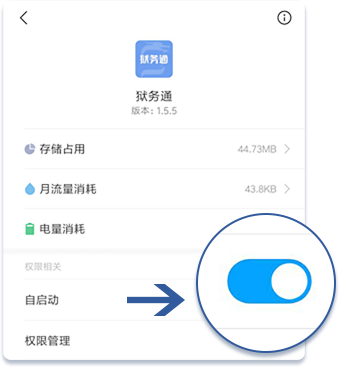 狱务通
狱务通
版本：1.5.5
存储占用 44.73MB
月流量消耗 43.8KB
电量消耗
权限相关
自启动
权限管理